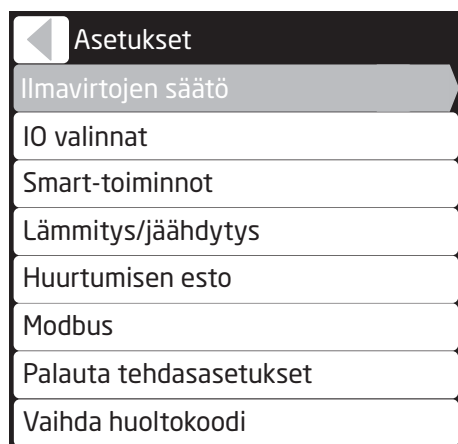 Asetukset
Ilmavirtojen säätö
IO valinnat
Smart-toiminnot
Lämmitys/jäähdytys
Huurtumisen esto
Modbus
Palauta tehdasasetukset
Vaihda huoltokoodi